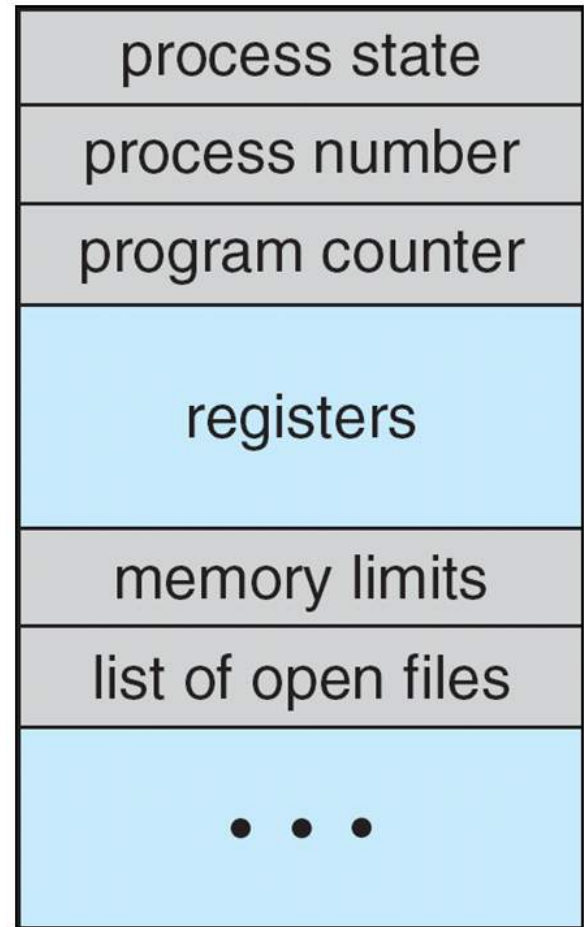 process state
process number
program counter
registers
memory limits
list of open files
• • •